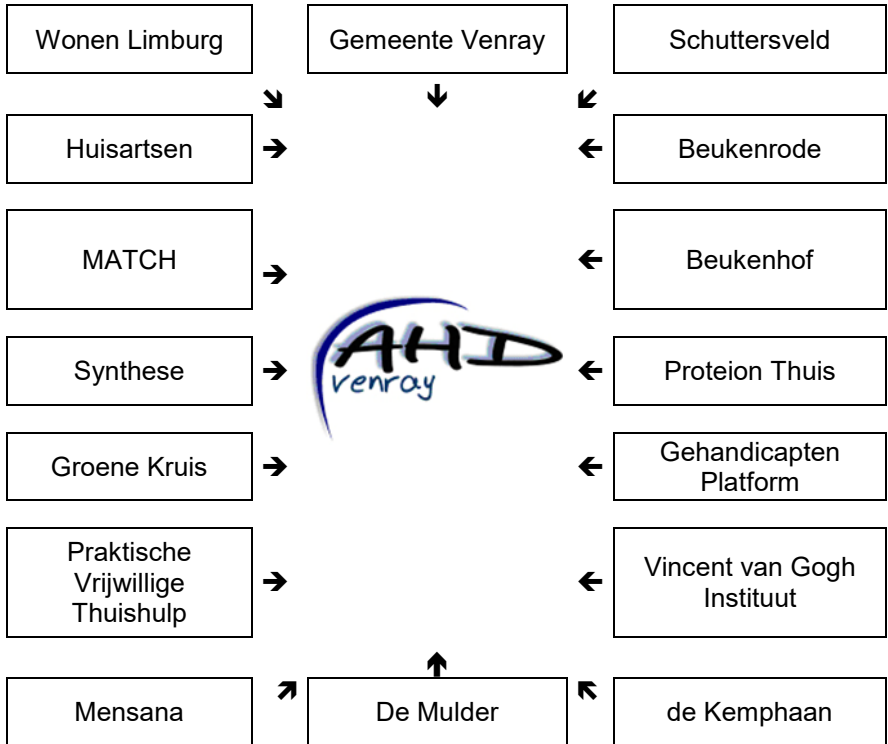 Wonen Limburg
Gemeente Venray
Schuttersveld
Huisartsen
Beukenrode
MATCH
Beukenhof
AHD
venray
Synthese
Proteion Thuis
Groene Kruis
Gehandicapten
Platform
Praktische
Vrijwillige
Thuishulp
Vincent van Gogh
Instituut
Mensana
De Mulder
de Kemphaan